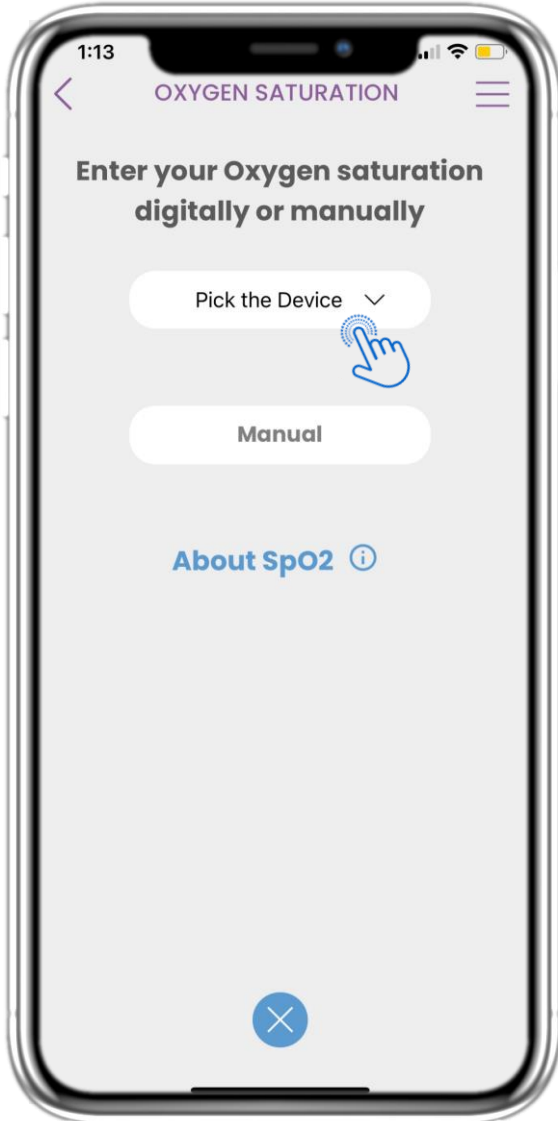 1:13
OXYGEN SATURATION
Enter your Oxygen saturation
digitally or manually
Pick the Device
Manual
About SpO2